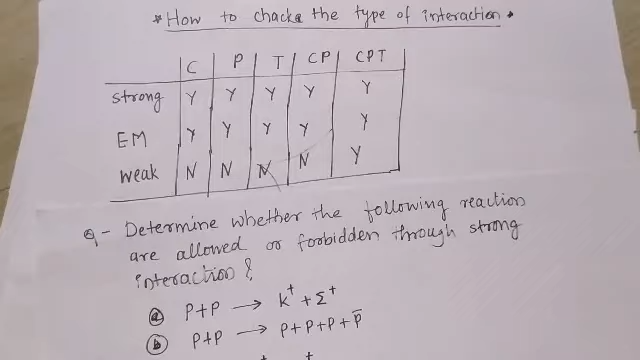 * How to chacke the type of interaction *
C P T CP CPT
strong Y Y Y Y Y
EM Y Y Y Y Y
weak N N N N Y
Q - Determine whether the following reaction
are allowed or forbidden through strong
interaction
(a) P+P → K⁺ + Σ⁺
(b) P+P → P+P+P+p̄